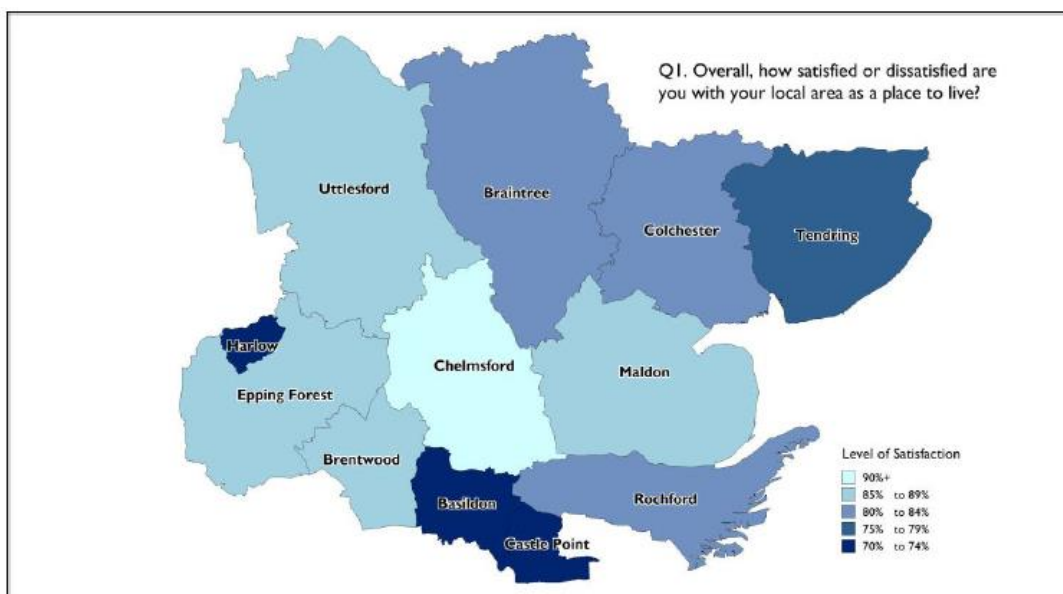 Q1. Overall, how satisfied or dissatisfied are
you with your local area as a place to live?
Uttlesford
Braintree
Colchester
Tendring
Harlow
Epping Forest
Chelmsford
Maldon
Brentwood
Basildon
Castle Point
Rochford
Level of Satisfaction
90%+
85% to 89%
80% to 84%
75% to 79%
70% to 74%